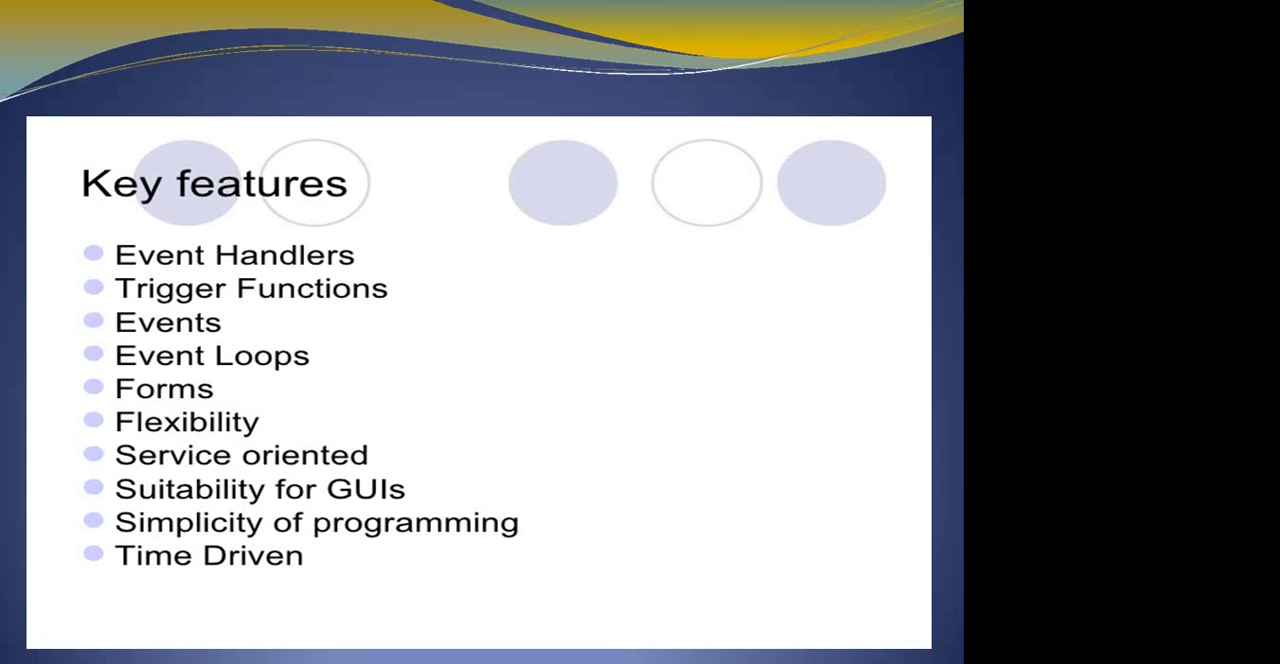 Key features
Event Handlers
Trigger Functions
Events
Event Loops
Forms
Flexibility
Service oriented
Suitability for GUIs
Simplicity of programming
Time Driven